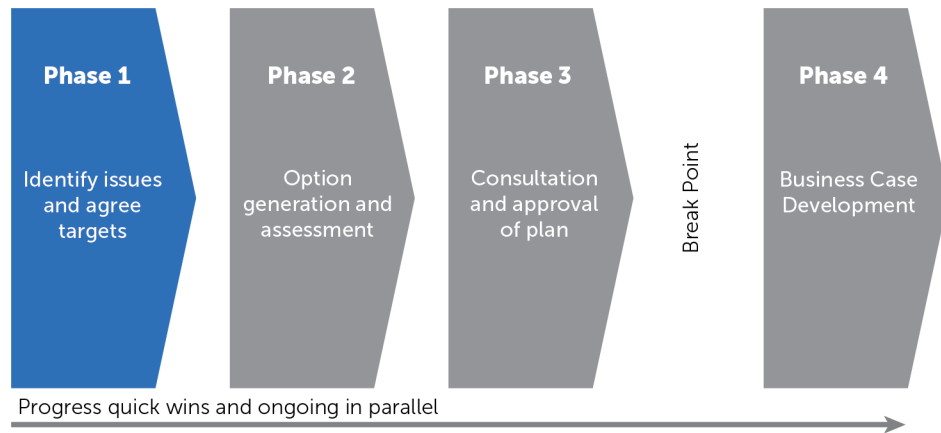 Phase 1
Identify issues
and agree
targets
Phase 2
Option
generation and
assessment
Phase 3
Consultation
and approval
of plan
Break Point
Phase 4
Business Case
Development
Progress quick wins and ongoing in parallel